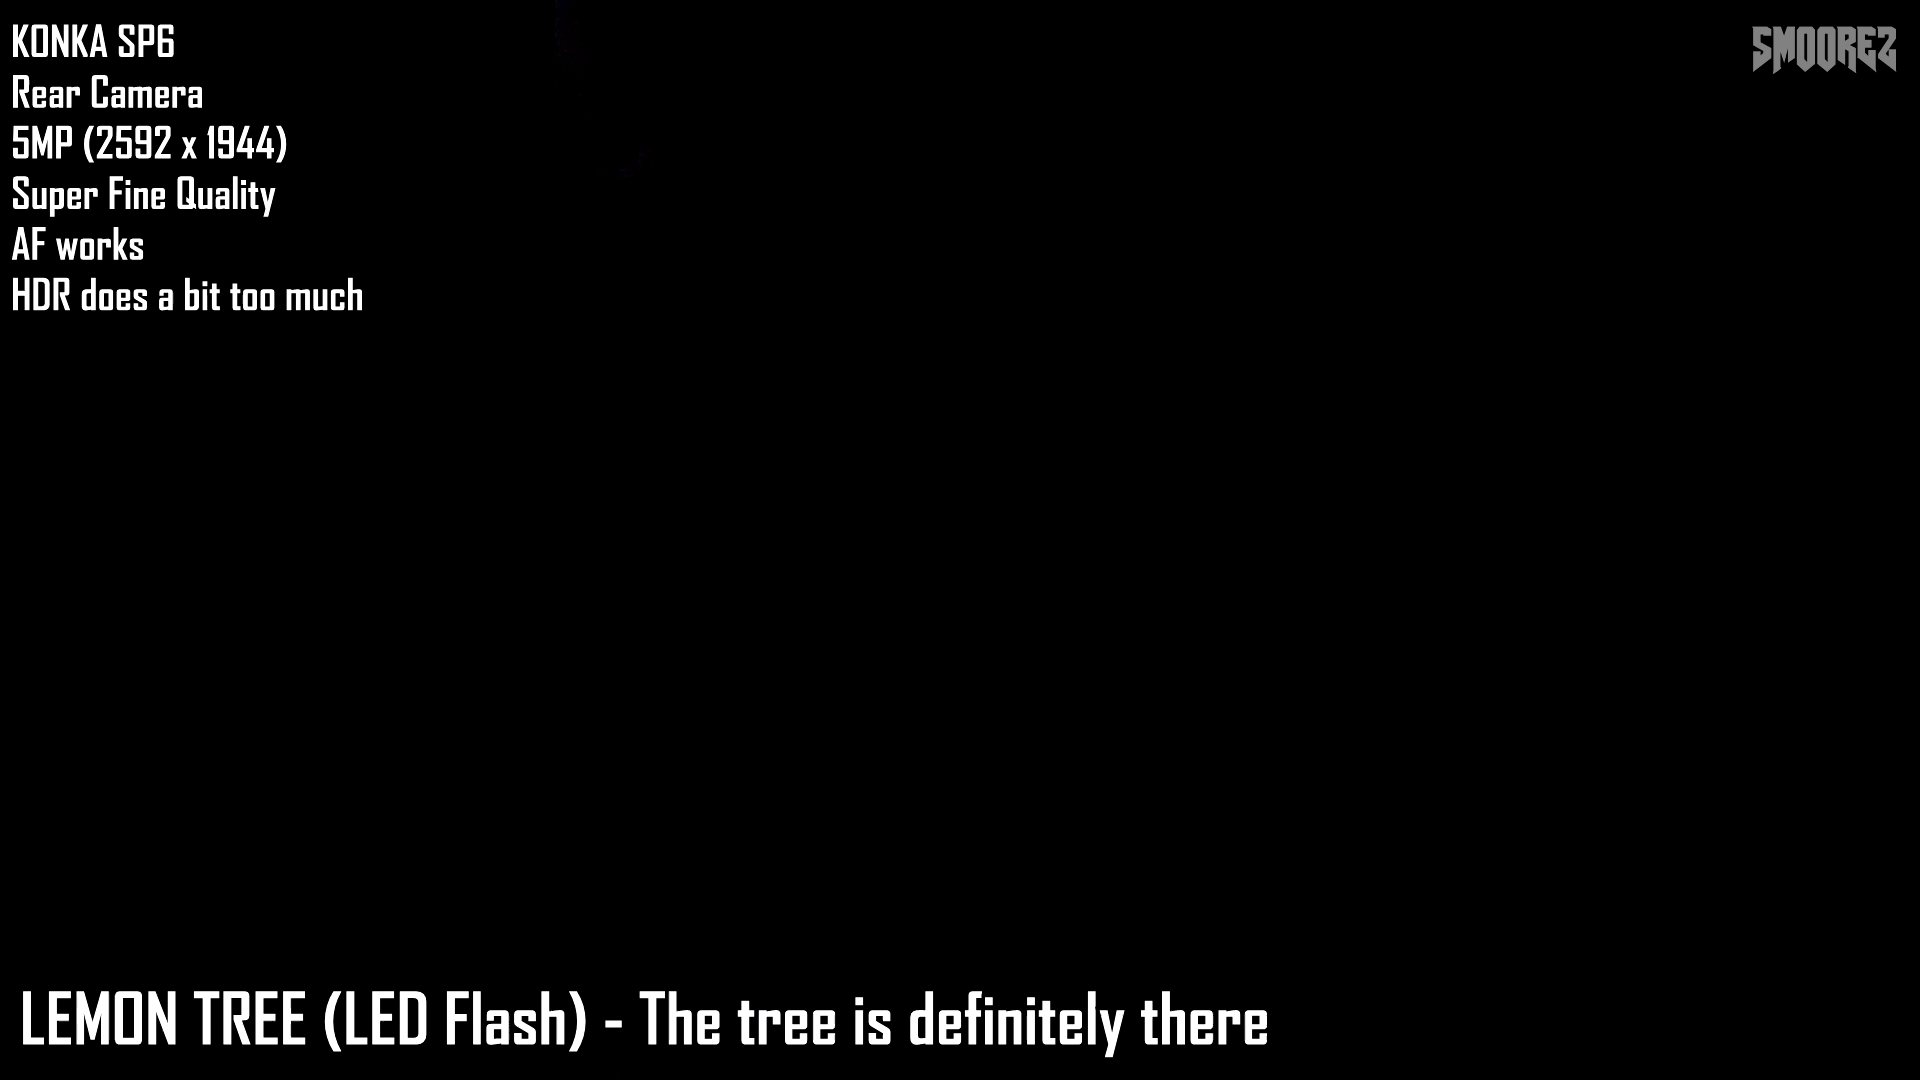 KONKA SP6
Rear Camera
5MP (2592 x 1944)
Super Fine Quality
AF works
HDR does a bit too much
SMOOREZ
LEMON TREE (LED Flash) - The tree is definitely there